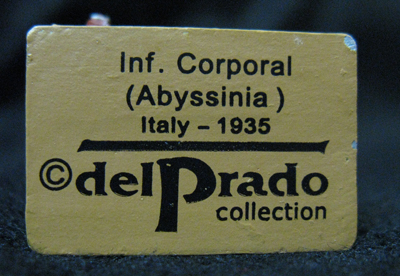 Inf. Corporal
(Abyssinia)
Italy – 1935
©delPrado
collection